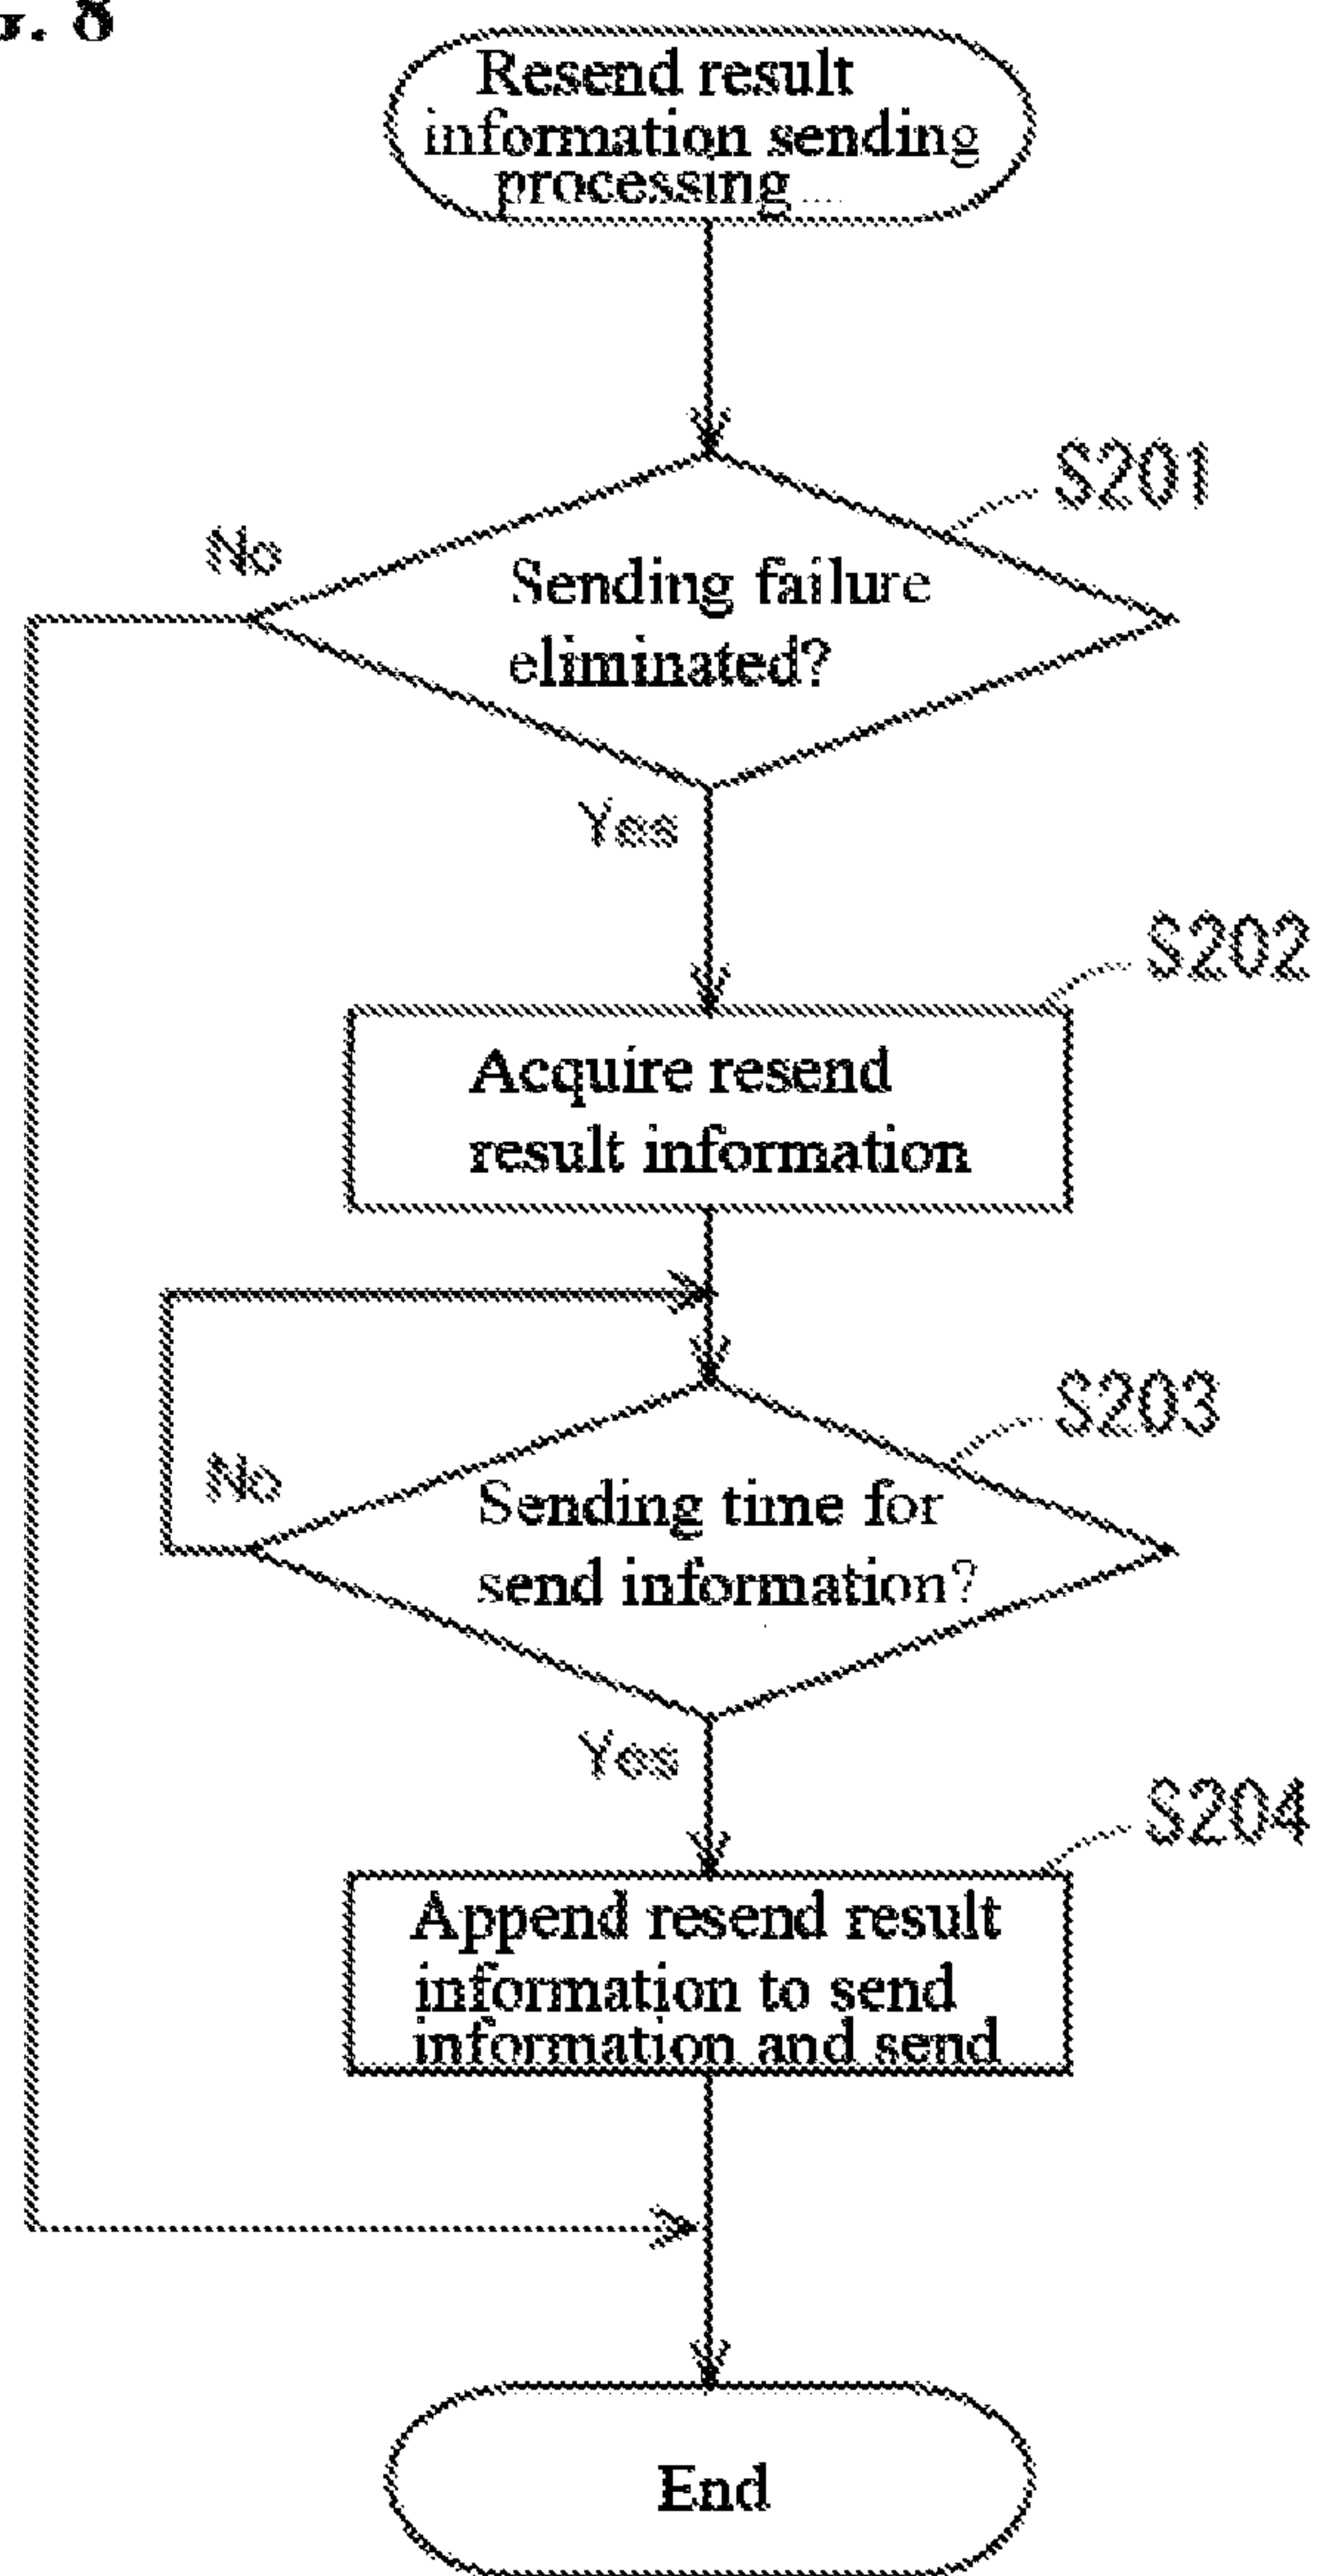 G. 8
Resend result
information sending
processing
S201
No
Sending failure
eliminated?
Yes
S202
Acquire resend
result information
S203
No
Sending time for
send information?
Yes
S204
Append resend result
information to send
information and send
End